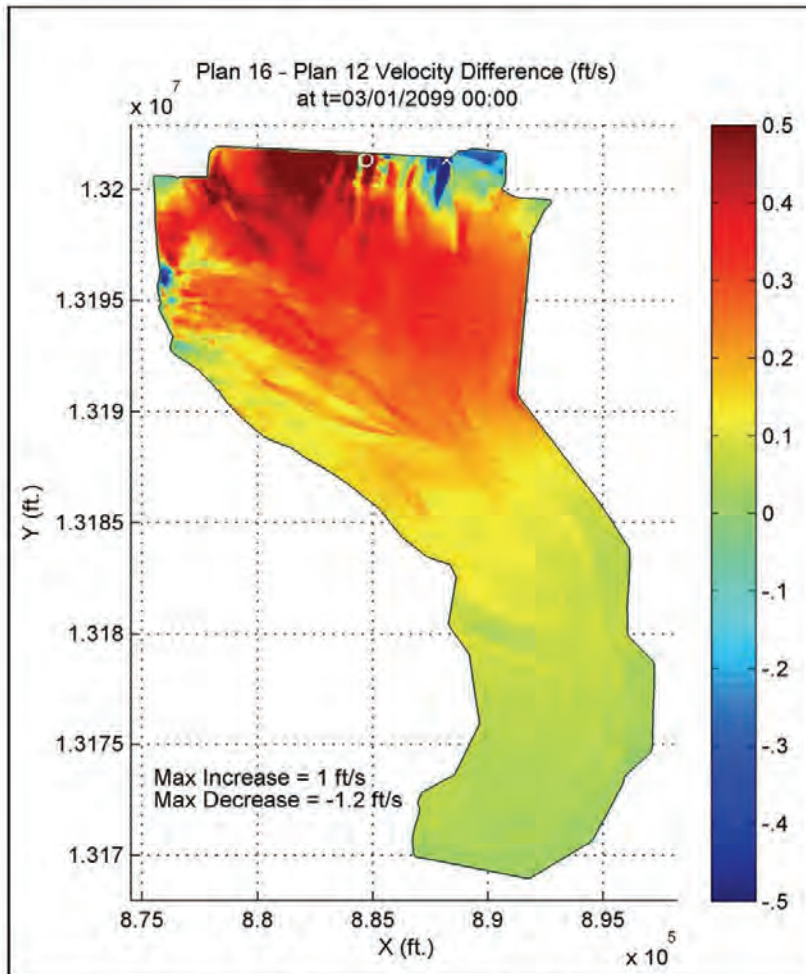 Plan 16 - Plan 12 Velocity Difference (ft/s)
x 10^7
at t=03/01/2099 00:00
0.5
1.32
0.4
0.3
1.3195
0.2
1.319
0.1
Y (ft.)
1.3185
0
-.1
1.318
-.2
1.3175
-.3
Max Increase = 1 ft/s
Max Decrease = -1.2 ft/s
-.4
1.317
-.5
8.75 8.8 8.85 8.9 8.95
X (ft.)
x 10^5